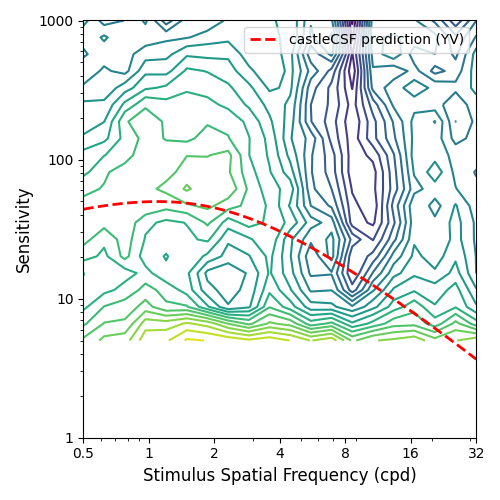 1000
castleCSF prediction (YV)
100
Sensitivity
10
1
0.5 1 2 4 8 16 32
Stimulus Spatial Frequency (cpd)